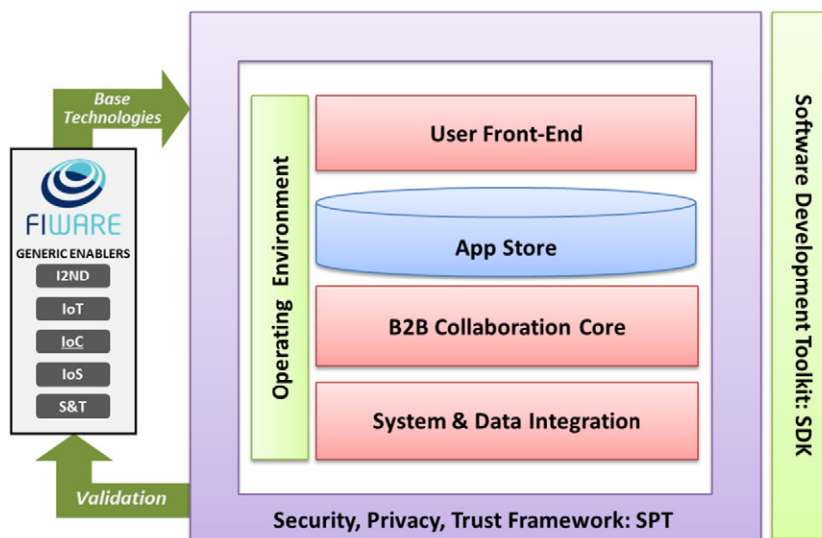 Base
Technologies
FIWARE
GENERIC ENABLERS
I2ND
IoT
IoC
IoS
S&T
Validation
Operating Environment
User Front-End
App Store
B2B Collaboration Core
System & Data Integration
Security, Privacy, Trust Framework: SPT
Software Development Toolkit: SDK